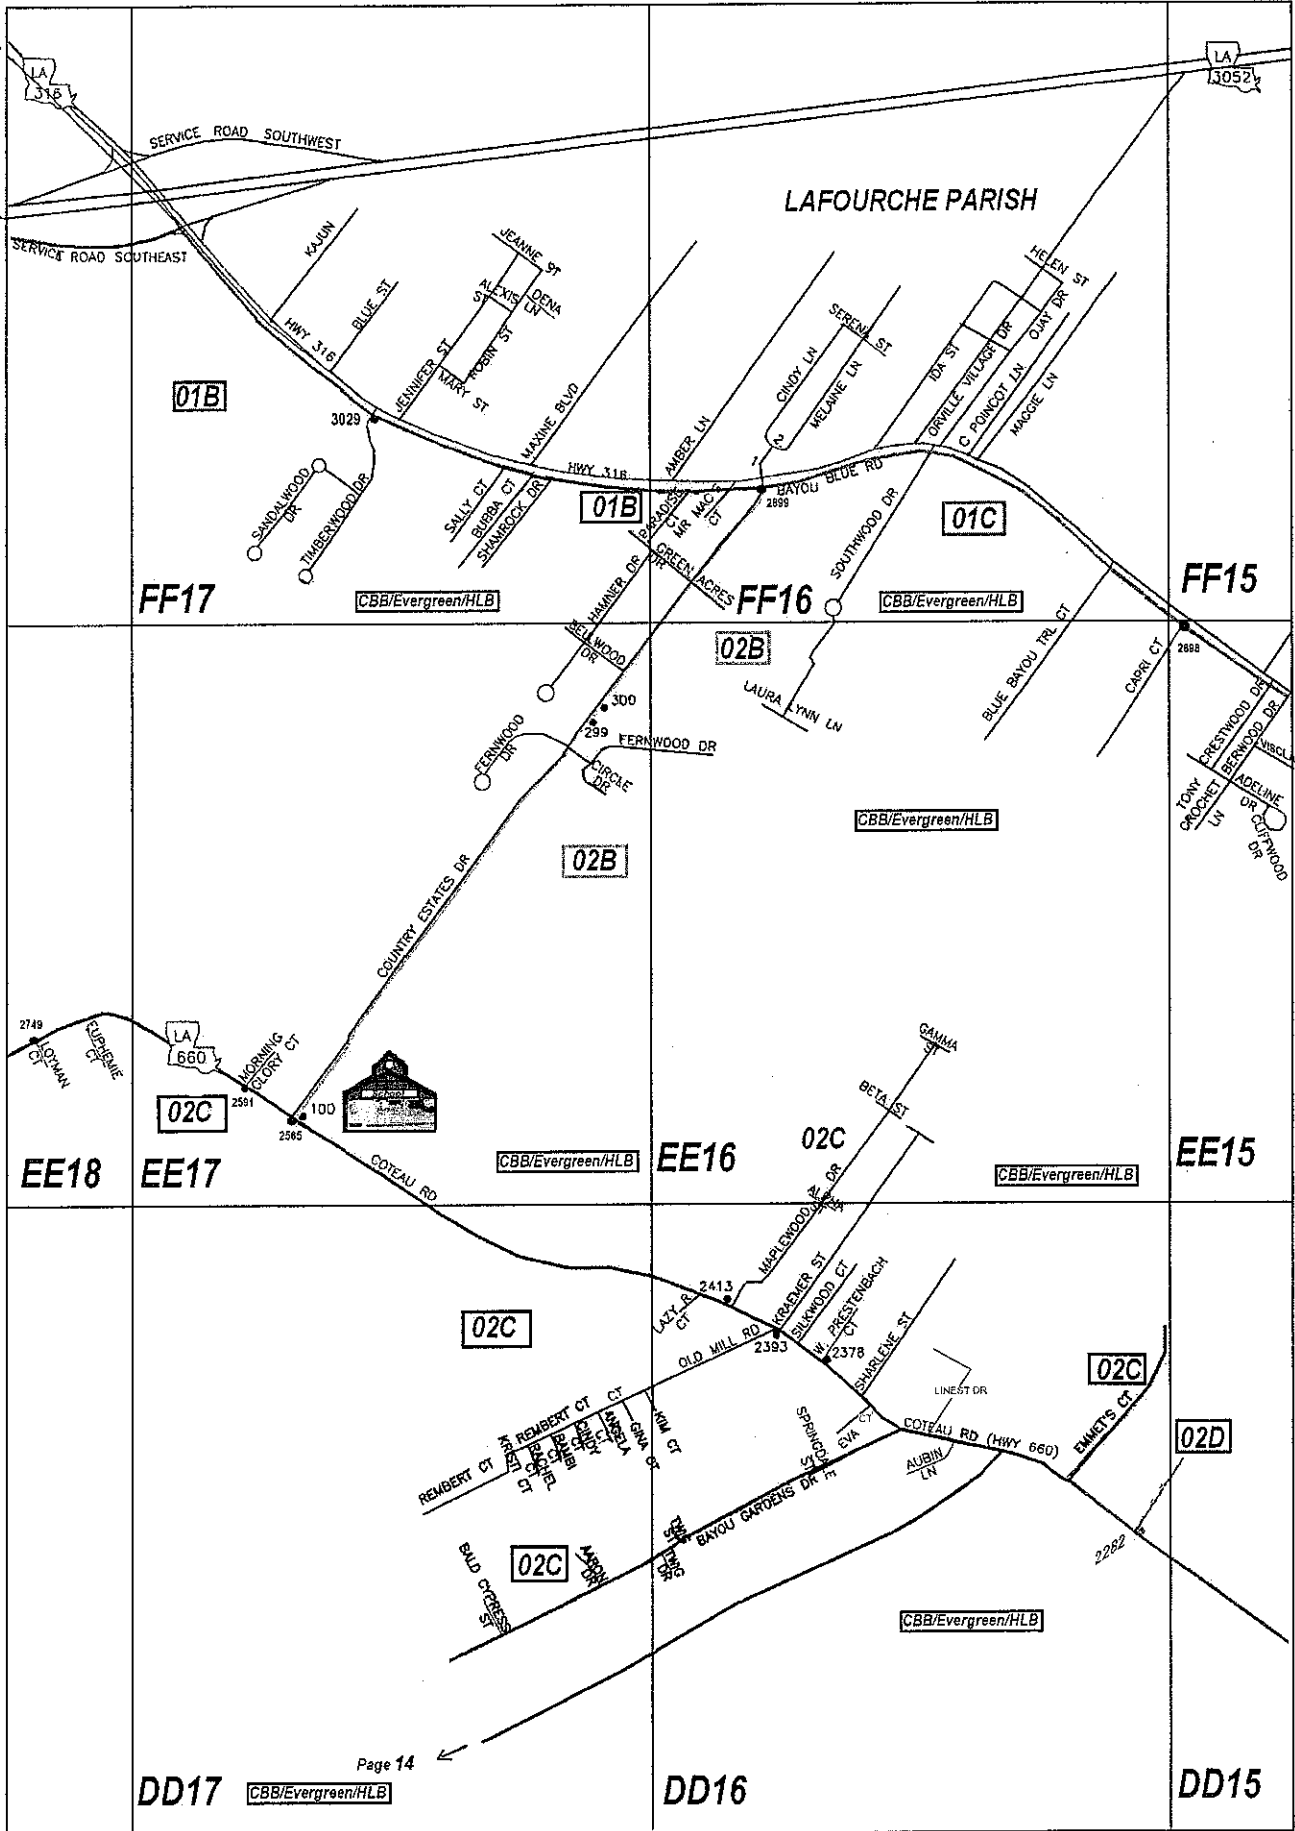 LA
316
LA
3052
SERVICE ROAD SOUTHWEST
SERVICE ROAD SOUTHEAST
LAFOURCHE PARISH
KAJUN
BLUE ST
HWY 316
JEANNE ST
ALEXIS ST
DENA LN
ROBIN ST
JENNIFER ST
MARY ST
MAXINE BLVD
AMBER LN
CINDY LN
SERENA ST
MELAINE LN
HELEN ST
OJAY DR
IDA ST
ORVILLE VILLAGE DR
C POINCOT LN
MAGGIE LN
01B
3029
SANDALWOOD DR
TIMBERWOOD DR
SALLY CT
BUBBA CT
SHAMROCK DR
HWY 316
01B
PARADISE CT
MR MAC'S CT
1
2
2899
BAYOU BLUE RD
01C
SOUTHWOOD DR
HAMNER DR
GREEN ACRES DR
FF17
CBB/Evergreen/HLB
FF16
CBB/Evergreen/HLB
FF15
02B
BELLWOOD DR
LAURA LYNN LN
BLUE BAYOU TRL CT
CAPRI CT
2698
300
299
FERNWOOD DR
FERNWOOD DR
CIRCLE DR
CRESTWOOD DR
BERWOOD DR
TONY CROCHET LN
ADELINE DR
CLIFFWOOD DR
CBB/Evergreen/HLB
02B
COUNTRY ESTATES DR
2749
LOYMAN CT
EUPHEMIE CT
LA
660
MORNING GLORY CT
2591
02C
100
2565
GAMMA ST
BETA ST
02C
EE18
EE17
CBB/Evergreen/HLB
EE16
CBB/Evergreen/HLB
EE15
COTEAU RD
MAPLEWOOD DR
ALPHA ST
2413
LAZY R CT
KRAEMER ST
SILKWOOD CT
W. PRESTENBACH CT
2393
2378
SHARLENE ST
OLD MILL RD
02C
LINEST DR
02C
EMMET'S CT
02D
REMBERT CT
REMBERT CT
CT
KRISTI CT
RACHEL CT
BAMBI CT
CINDY CT
ANGELA CT
GINA CT
KIM CT
SPRINGDALE ST
EVA CT
COTEAU RD (HWY 660)
AUBIN LN
BAYOU GARDENS DR
TWIG DR
AARON DR
BALD CYPRESS ST
02C
2282
CBB/Evergreen/HLB
Page 14
DD17
CBB/Evergreen/HLB
DD16
DD15